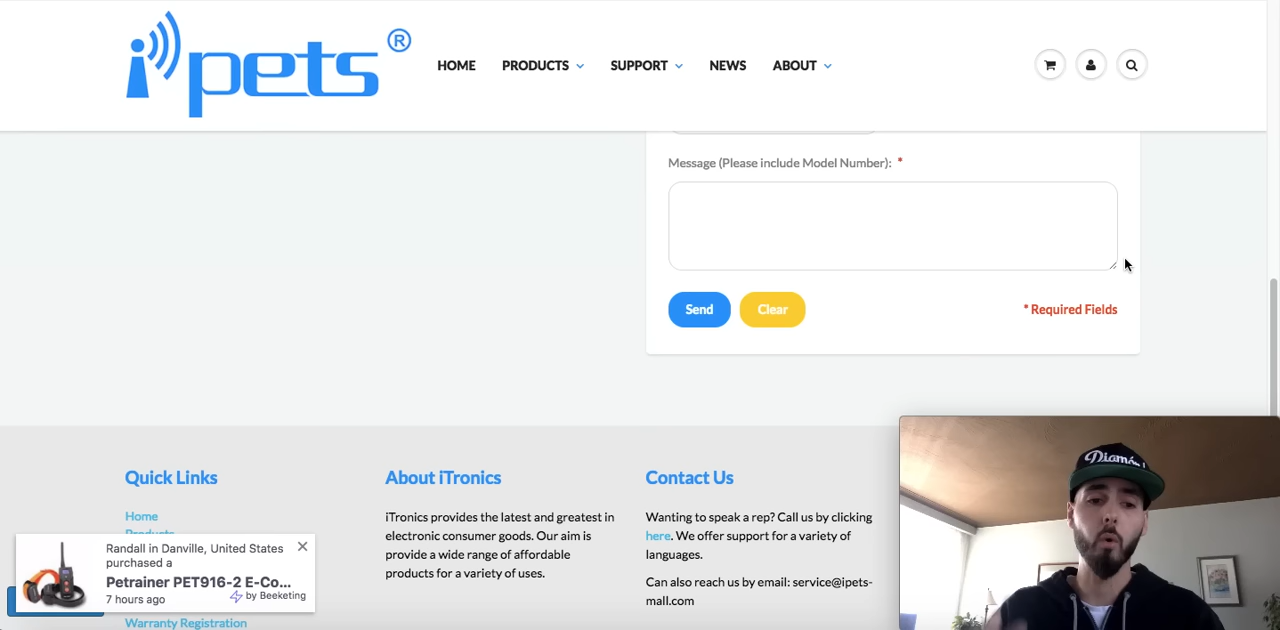 i pets ®
HOME PRODUCTS SUPPORT NEWS ABOUT
Message (Please include Model Number): *
Send Clear * Required Fields
Quick Links
Home
Products
Warranty Registration
About iTronics
iTronics provides the latest and greatest in
electronic consumer goods. Our aim is
provide a wide range of affordable
products for a variety of uses.
Contact Us
Wanting to speak a rep? Call us by clicking
here. We offer support for a variety of
languages.
Can also reach us by email: service@ipets-
mall.com
Randall in Danville, United States
purchased a
Petrainer PET916-2 E-Co...
7 hours ago by Beeketing